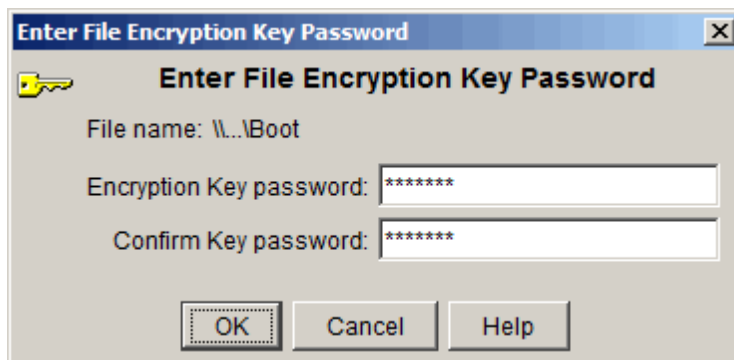 Enter File Encryption Key Password
Enter File Encryption Key Password
File name: \\...\Boot
Encryption Key password: *******
Confirm Key password: *******
OK Cancel Help